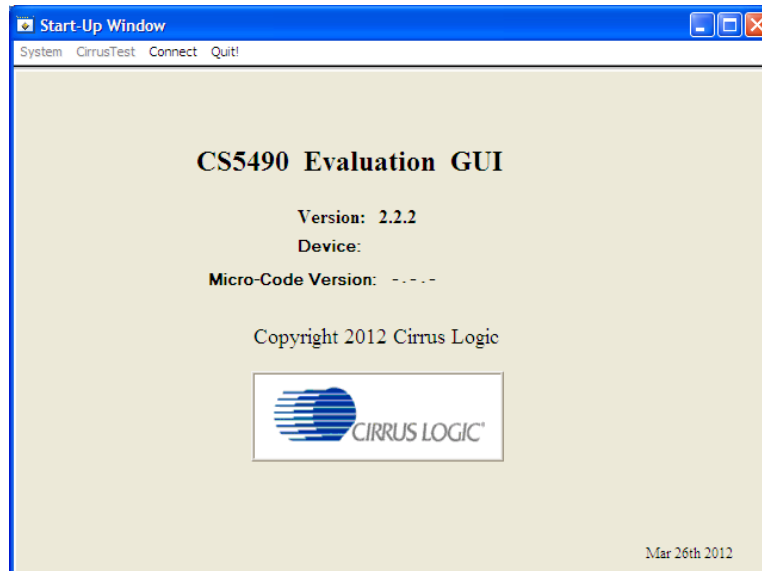 Start-Up Window
System CirrusTest Connect Quit!
CS5490 Evaluation GUI
Version: 2.2.2
Device:
Micro-Code Version: -.-.-
Copyright 2012 Cirrus Logic
CIRRUS LOGIC®
Mar 26th 2012